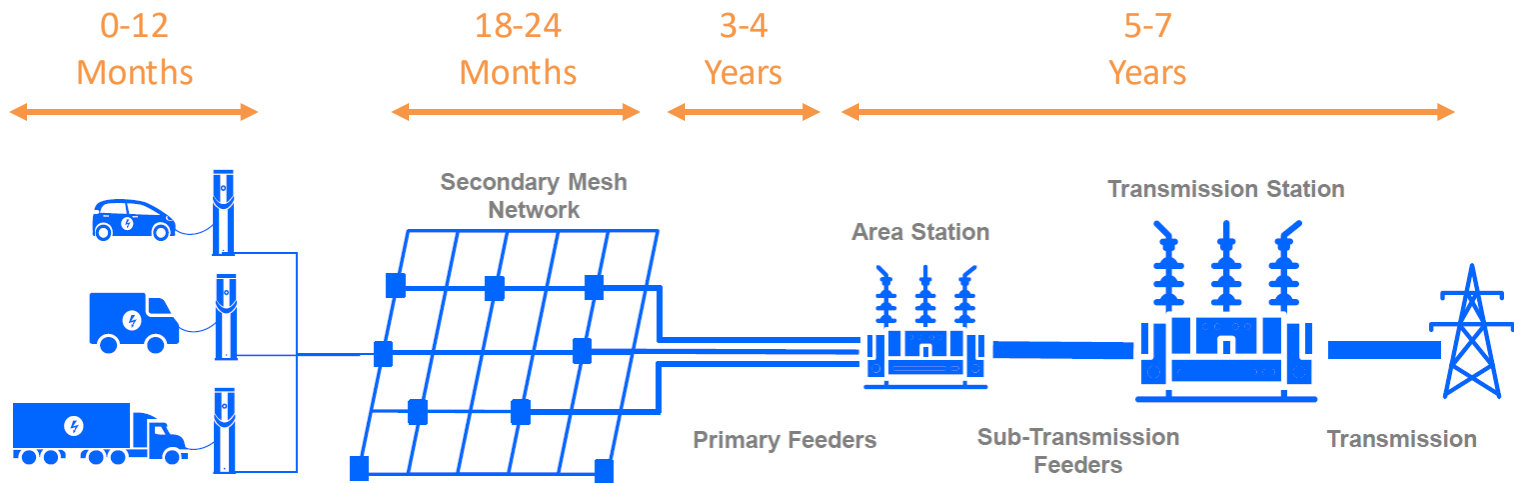 0-12
Months
18-24
Months
3-4
Years
5-7
Years
Secondary Mesh
Network
Area Station
Transmission Station
Primary Feeders
Sub-Transmission
Feeders
Transmission